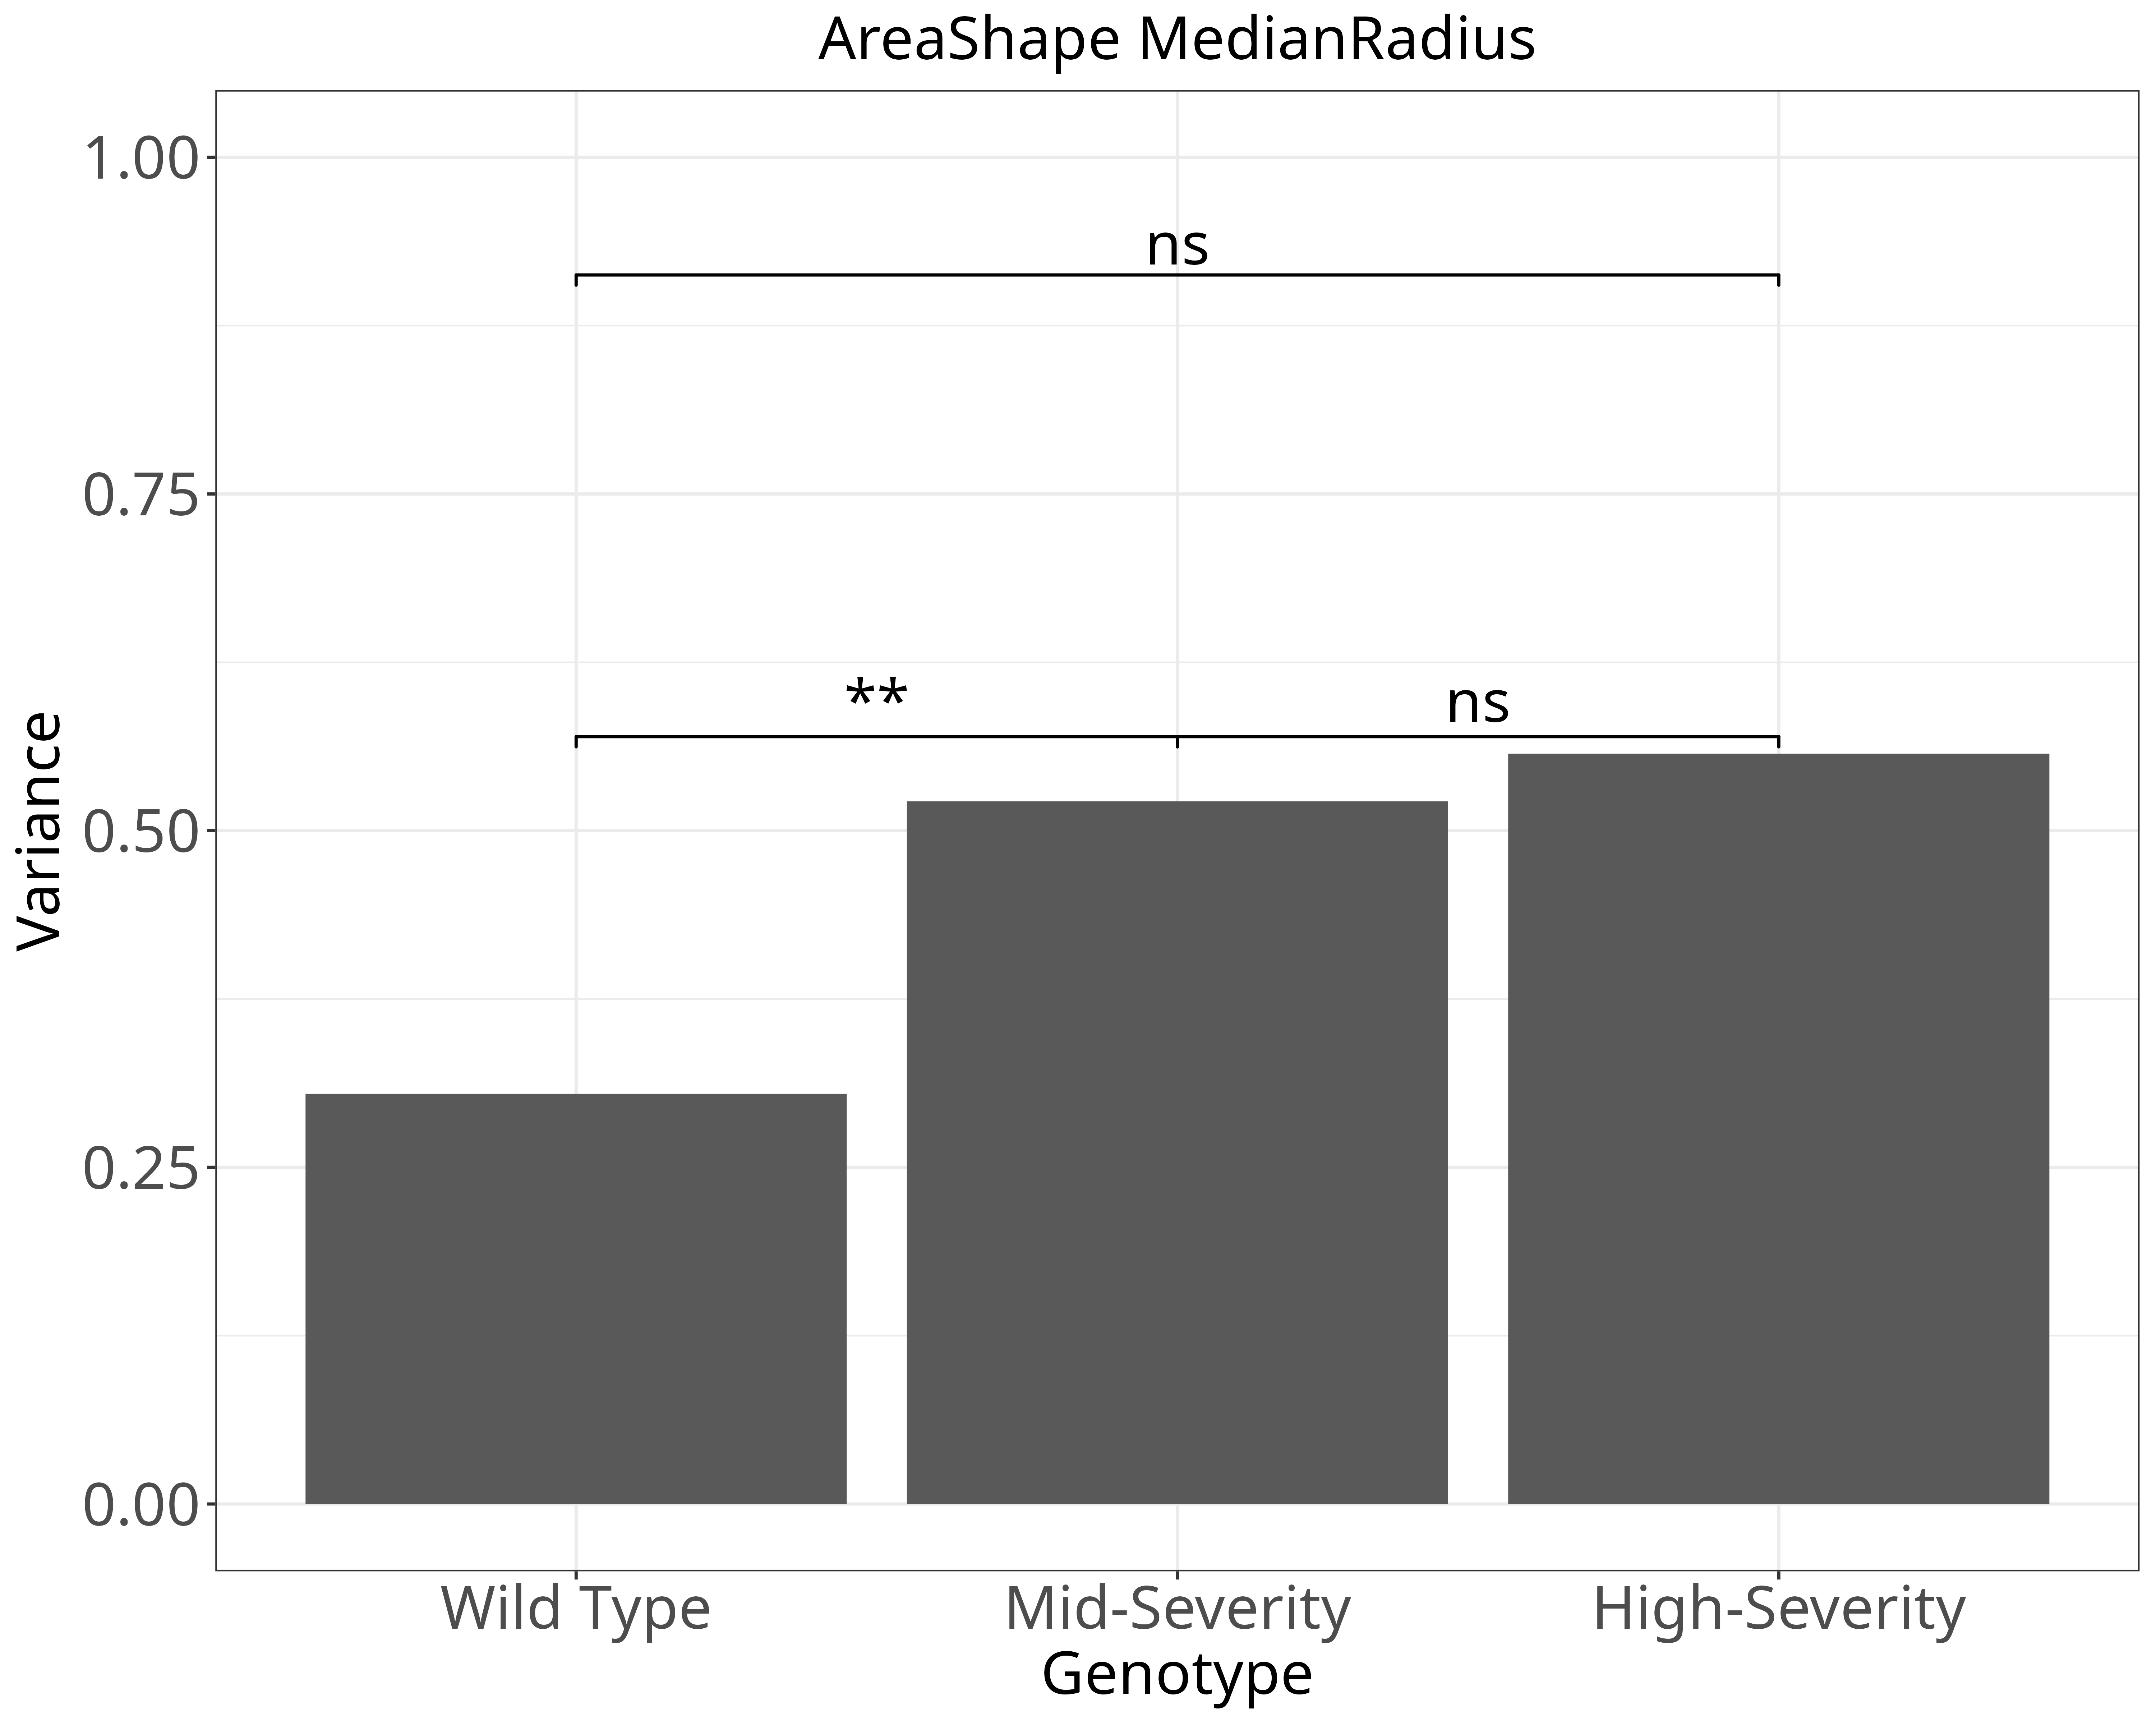 AreaShape MedianRadius
1.00
ns
0.75
** ns
Variance
0.50
0.25
0.00
Wild Type Mid-Severity High-Severity
Genotype